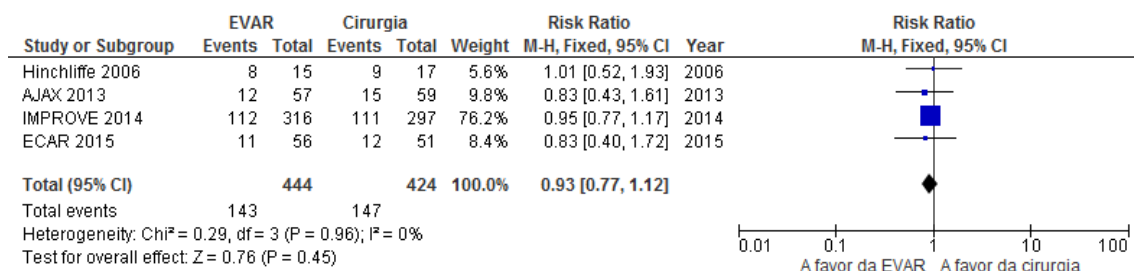 EVAR Cirurgia Risk Ratio Risk Ratio
Study or Subgroup Events Total Events Total Weight M-H, Fixed, 95% CI Year M-H, Fixed, 95% CI
Hinchliffe 2006 8 15 9 17 5.6% 1.01 [0.52, 1.93] 2006
AJAX 2013 12 57 15 59 9.8% 0.83 [0.43, 1.61] 2013
IMPROVE 2014 112 316 111 297 76.2% 0.95 [0.77, 1.17] 2014
ECAR 2015 11 56 12 51 8.4% 0.83 [0.40, 1.72] 2015
Total (95% CI) 444 424 100.0% 0.93 [0.77, 1.12]
Total events 143 147
Heterogeneity: Chi² = 0.29, df = 3 (P = 0.96); I² = 0%
Test for overall effect: Z = 0.76 (P = 0.45)
0.01 0.1 1 10 100
A favor da EVAR A favor da cirurgia